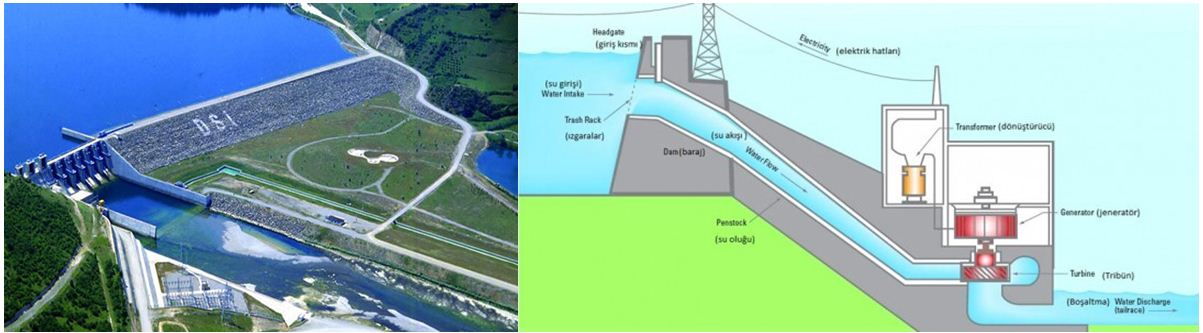 DSİ
Headgate
(giriş kısmı)
Electricity (elektrik hatları)
(su girişi)
Water Intake
Trash Rack
(ızgaralar)
(su akışı)
Water Flow
Dam (baraj)
Transformer (dönüştürücü)
Generator (jeneratör)
Penstock
(su oluğu)
Turbine (Tribün)
(Boşaltma) Water Discharge
(tailrace)